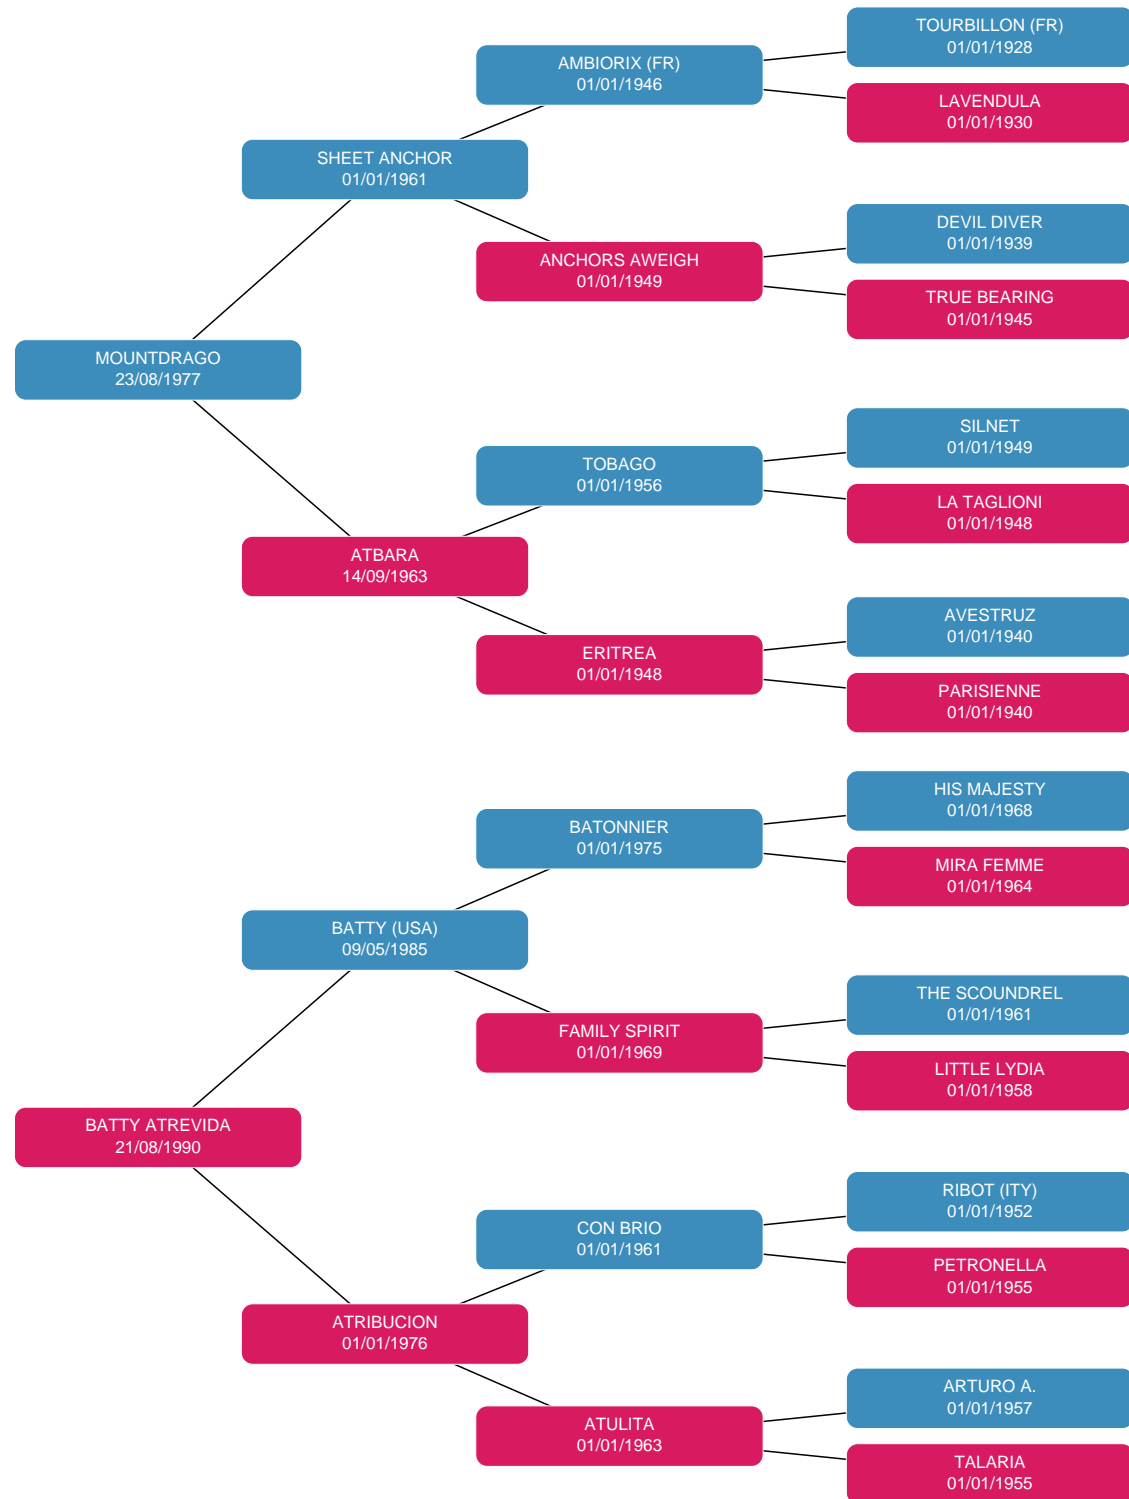 TOURBILLON (FR)
01/01/1928
AMBIORIX (FR)
01/01/1946
LAVENDULA
01/01/1930
SHEET ANCHOR
01/01/1961
DEVIL DIVER
01/01/1939
ANCHORS AWEIGH
01/01/1949
TRUE BEARING
01/01/1945
MOUNTDRAGO
23/08/1977
SILNET
01/01/1949
TOBAGO
01/01/1956
LA TAGLIONI
01/01/1948
ATBARA
14/09/1963
AVESTRUZ
01/01/1940
ERITREA
01/01/1948
PARISIENNE
01/01/1940
HIS MAJESTY
01/01/1968
BATONNIER
01/01/1975
MIRA FEMME
01/01/1964
BATTY (USA)
09/05/1985
THE SCOUNDREL
01/01/1961
FAMILY SPIRIT
01/01/1969
LITTLE LYDIA
01/01/1958
BATTY ATREVIDA
21/08/1990
RIBOT (ITY)
01/01/1952
CON BRIO
01/01/1961
PETRONELLA
01/01/1955
ATRIBUCION
01/01/1976
ARTURO A.
01/01/1957
ATULITA
01/01/1963
TALARIA
01/01/1955